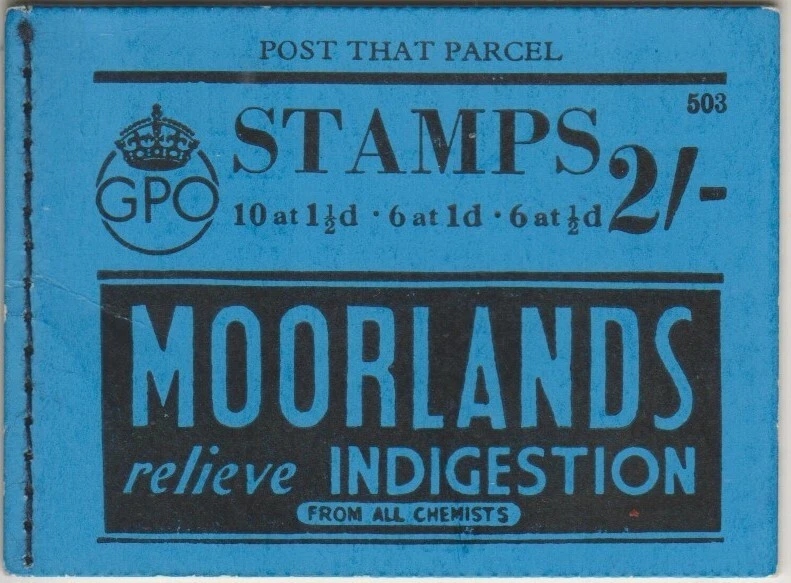 POST THAT PARCEL
503
STAMPS
GPO
2/-
10 at 1½d · 6 at 1d · 6 at ½d
MOORLANDS
relieve INDIGESTION
FROM ALL CHEMISTS